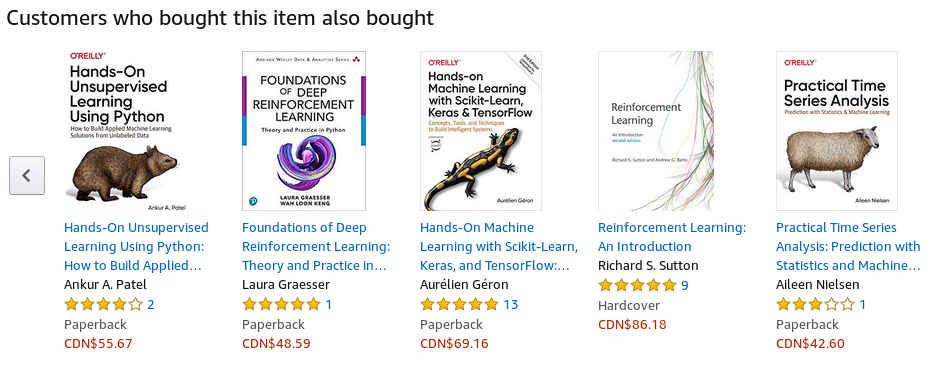 Customers who bought this item also bought
O'REILLY®
Hands-On
Unsupervised
Learning
Using Python
How to Build Applied Machine Learning
Solutions from Unlabeled Data
Ankur A. Patel
Hands-On Unsupervised
Learning Using Python:
How to Build Applied…
Ankur A. Patel
2
Paperback
CDN$55.67
ADDISON WESLEY DATA & ANALYTICS SERIES
FOUNDATIONS
OF DEEP
REINFORCEMENT
LEARNING
Theory and Practice in Python
LAURA GRAESSER
WAH LOON KENG
Foundations of Deep
Reinforcement Learning:
Theory and Practice in…
Laura Graesser
1
Paperback
CDN$48.59
O'REILLY®
Hands-on
Machine Learning
with Scikit-Learn,
Keras & TensorFlow
Concepts, Tools, and Techniques
to Build Intelligent Systems
Aurélien Géron
Hands-On Machine
Learning with Scikit-Learn,
Keras, and TensorFlow:…
Aurélien Géron
13
Paperback
CDN$69.16
Reinforcement
Learning
An Introduction
second edition
Richard S. Sutton and Andrew G. Barto
Reinforcement Learning:
An Introduction
Richard S. Sutton
9
Hardcover
CDN$86.18
O'REILLY®
Practical Time
Series Analysis
Prediction with Statistics & Machine Learning
Aileen Nielsen
Practical Time Series
Analysis: Prediction with
Statistics and Machine…
Aileen Nielsen
1
Paperback
CDN$42.60